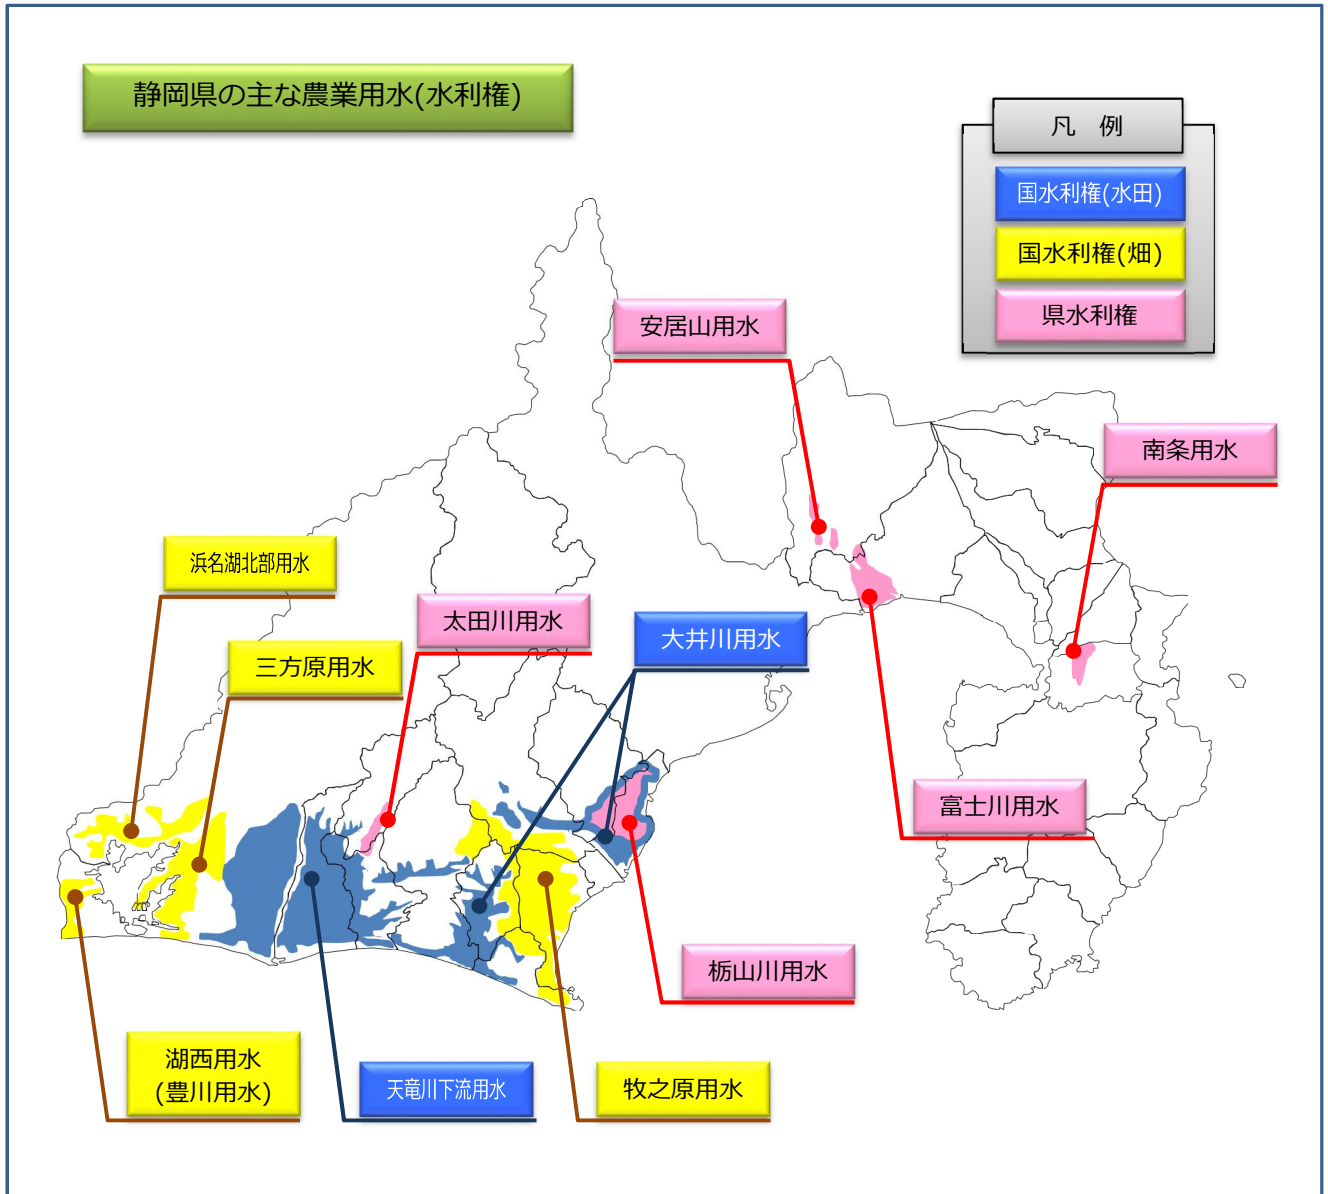 静岡県の主な農業用水(水利権)
凡 例
国水利権(水田)
国水利権(畑)
県水利権
安居山用水
南条用水
浜名湖北部用水
太田川用水
大井川用水
三方原用水
富士川用水
栃山川用水
湖西用水
(豊川用水)
天竜川下流用水
牧之原用水